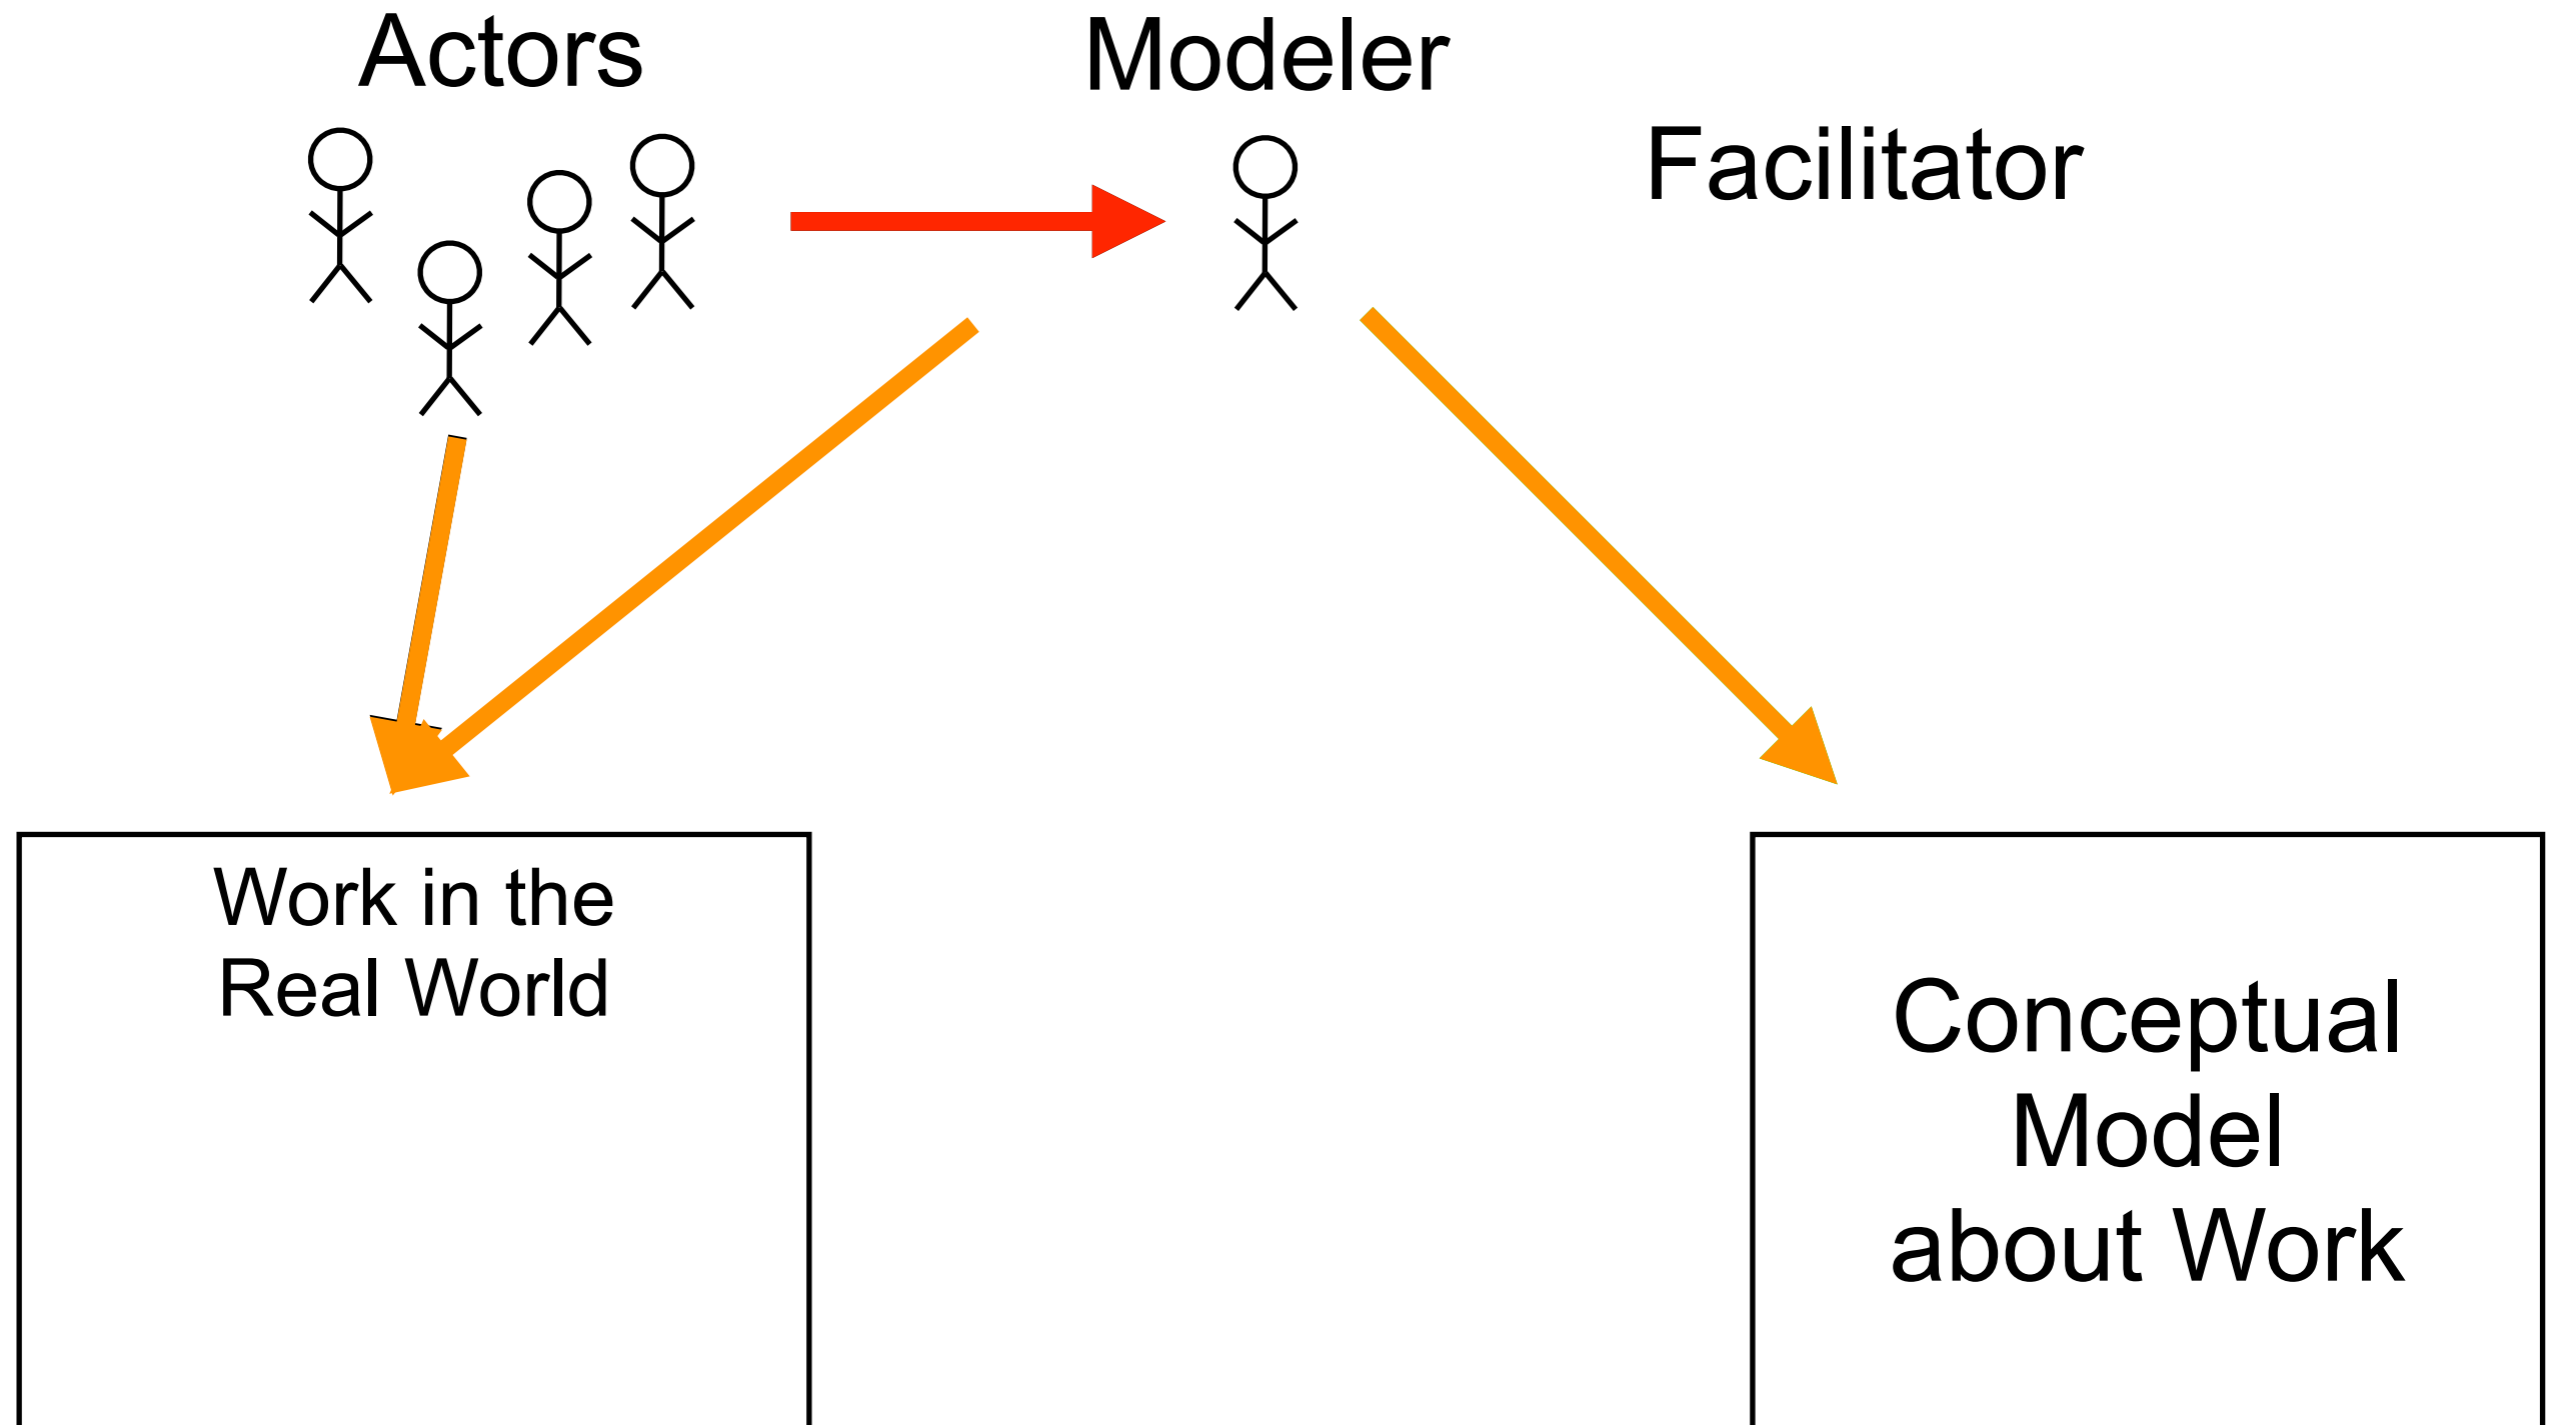 Actors
Modeler
Facilitator
Work in the
Real World
Conceptual
Model
about Work